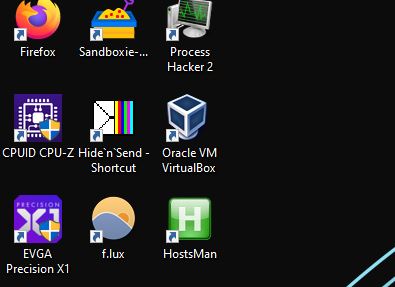 Firefox
Sandboxie-...
Process
Hacker 2
CPUID CPU-Z
Hide`n`Send -
Shortcut
Oracle VM
VirtualBox
PRECISION
X1
EVGA
Precision X1
f.lux
H
HostsMan